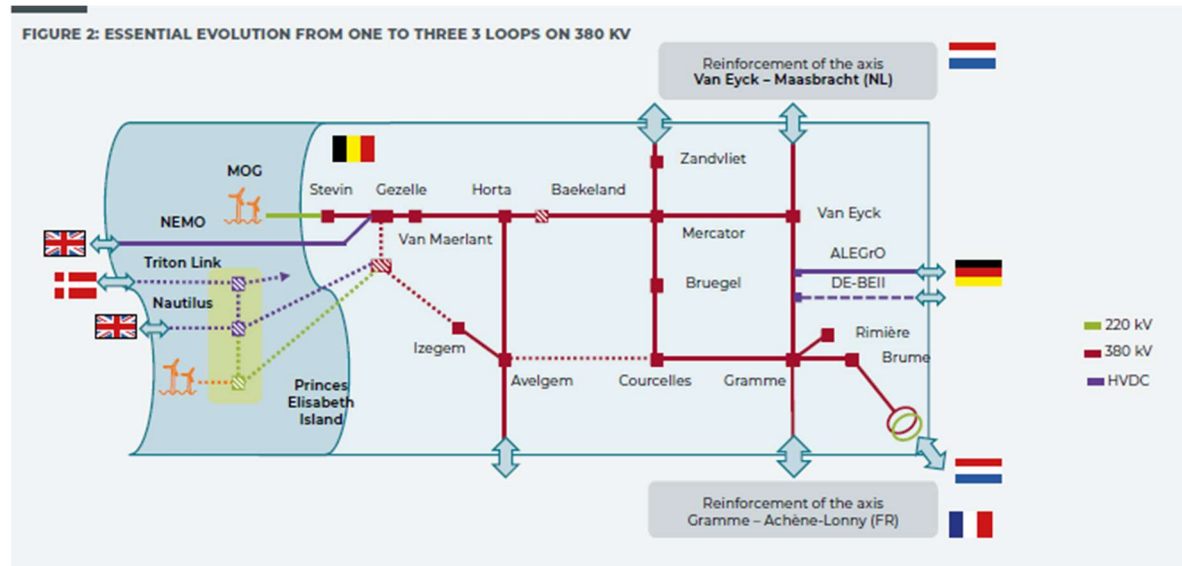 FIGURE 2: ESSENTIAL EVOLUTION FROM ONE TO THREE 3 LOOPS ON 380 KV
Reinforcement of the axis
Van Eyck – Maasbracht (NL)
MOG
Stevin
Gezelle
Horta
Baekeland
Zandvliet
NEMO
Van Maerlant
Mercator
Van Eyck
Triton Link
ALEGrO
Nautilus
Bruegel
DE-BEII
220 kV
Izegem
Rimière
380 kV
Brume
Princes
Elisabeth
Island
Avelgem
Courcelles
Gramme
HVDC
Reinforcement of the axis
Gramme – Achène-Lonny (FR)